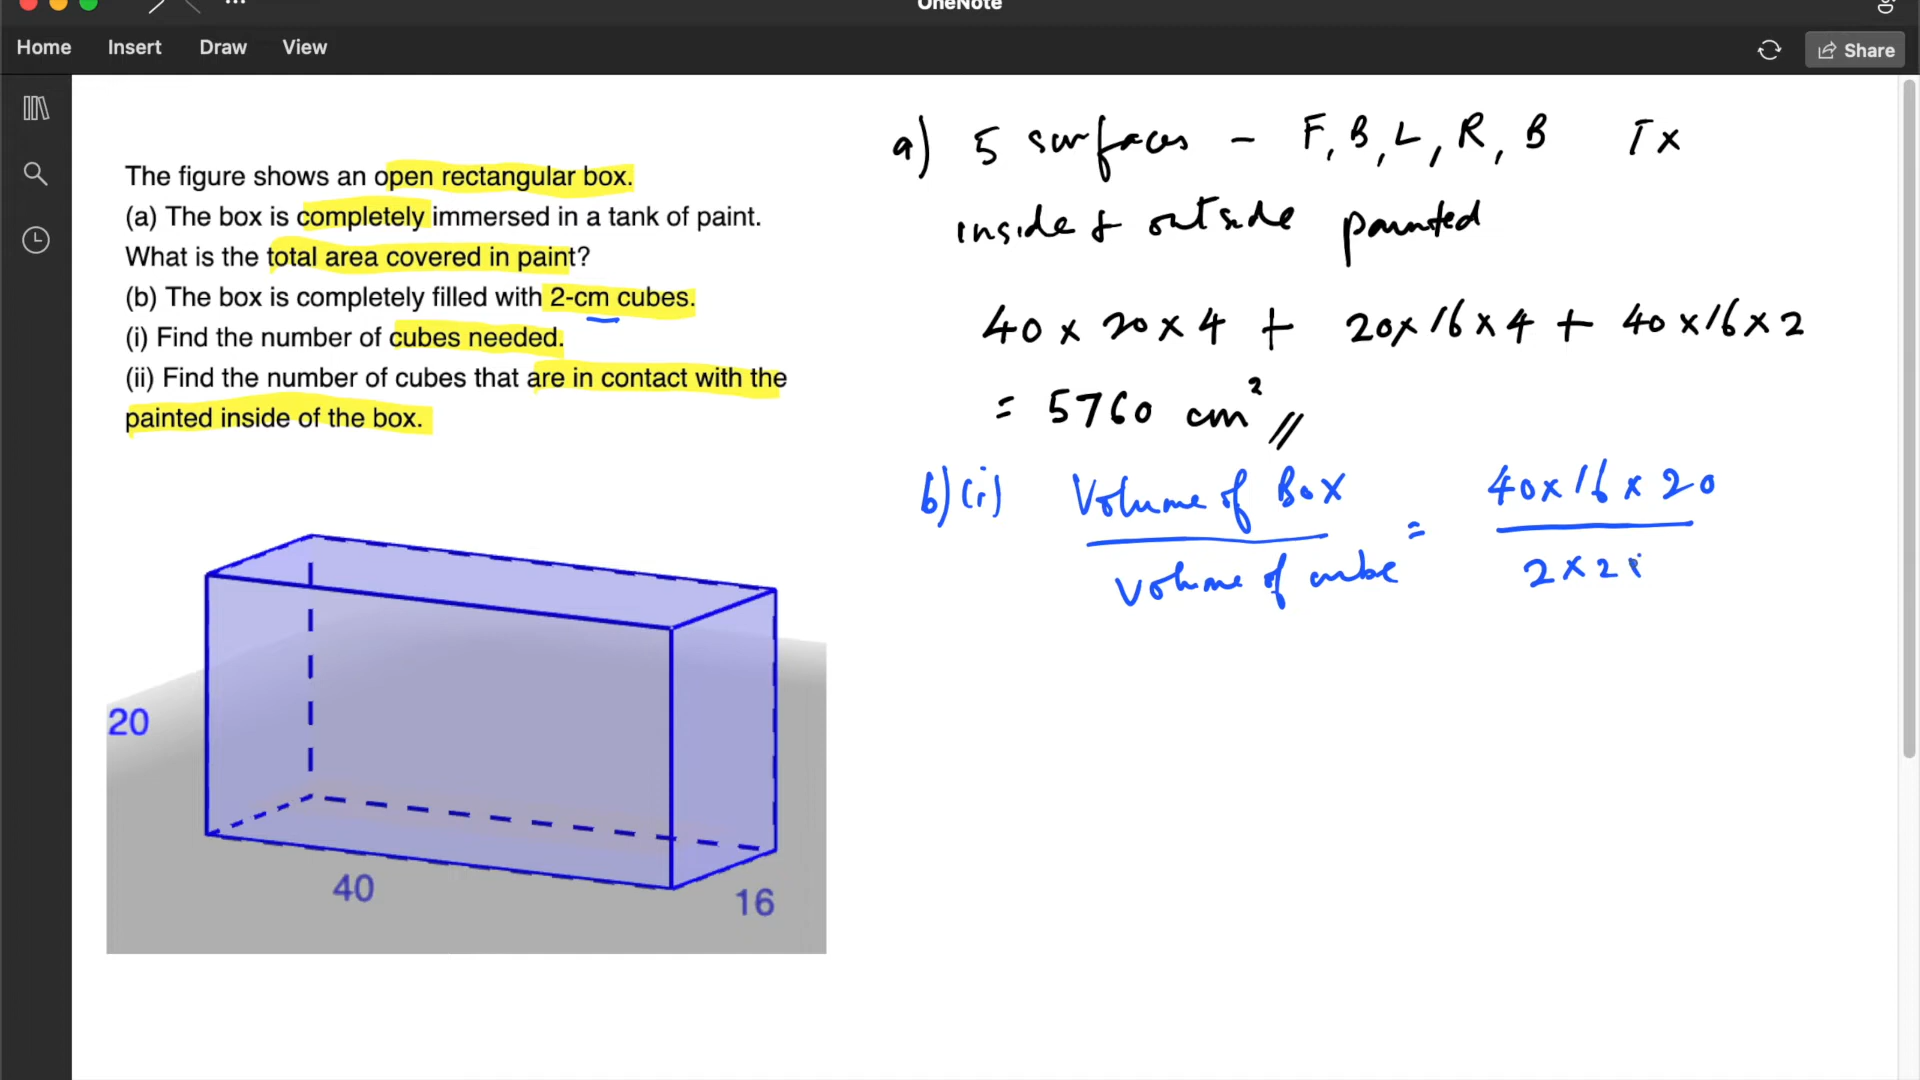 OneNote
Home Insert Draw View
Share
The figure shows an open rectangular box.
(a) The box is completely immersed in a tank of paint.
What is the total area covered in paint?
(b) The box is completely filled with 2-cm cubes.
(i) Find the number of cubes needed.
(ii) Find the number of cubes that are in contact with the
painted inside of the box.
20
40
16
a) 5 surfaces - F, B, L, R, B T x
inside & outside painted
40 x 20 x 4 + 20 x 16 x 4 + 40 x 16 x 2
= 5760 cm² //
b) (i) Volume of Box = 40 x 16 x 20
Volume of cube 2 x 2